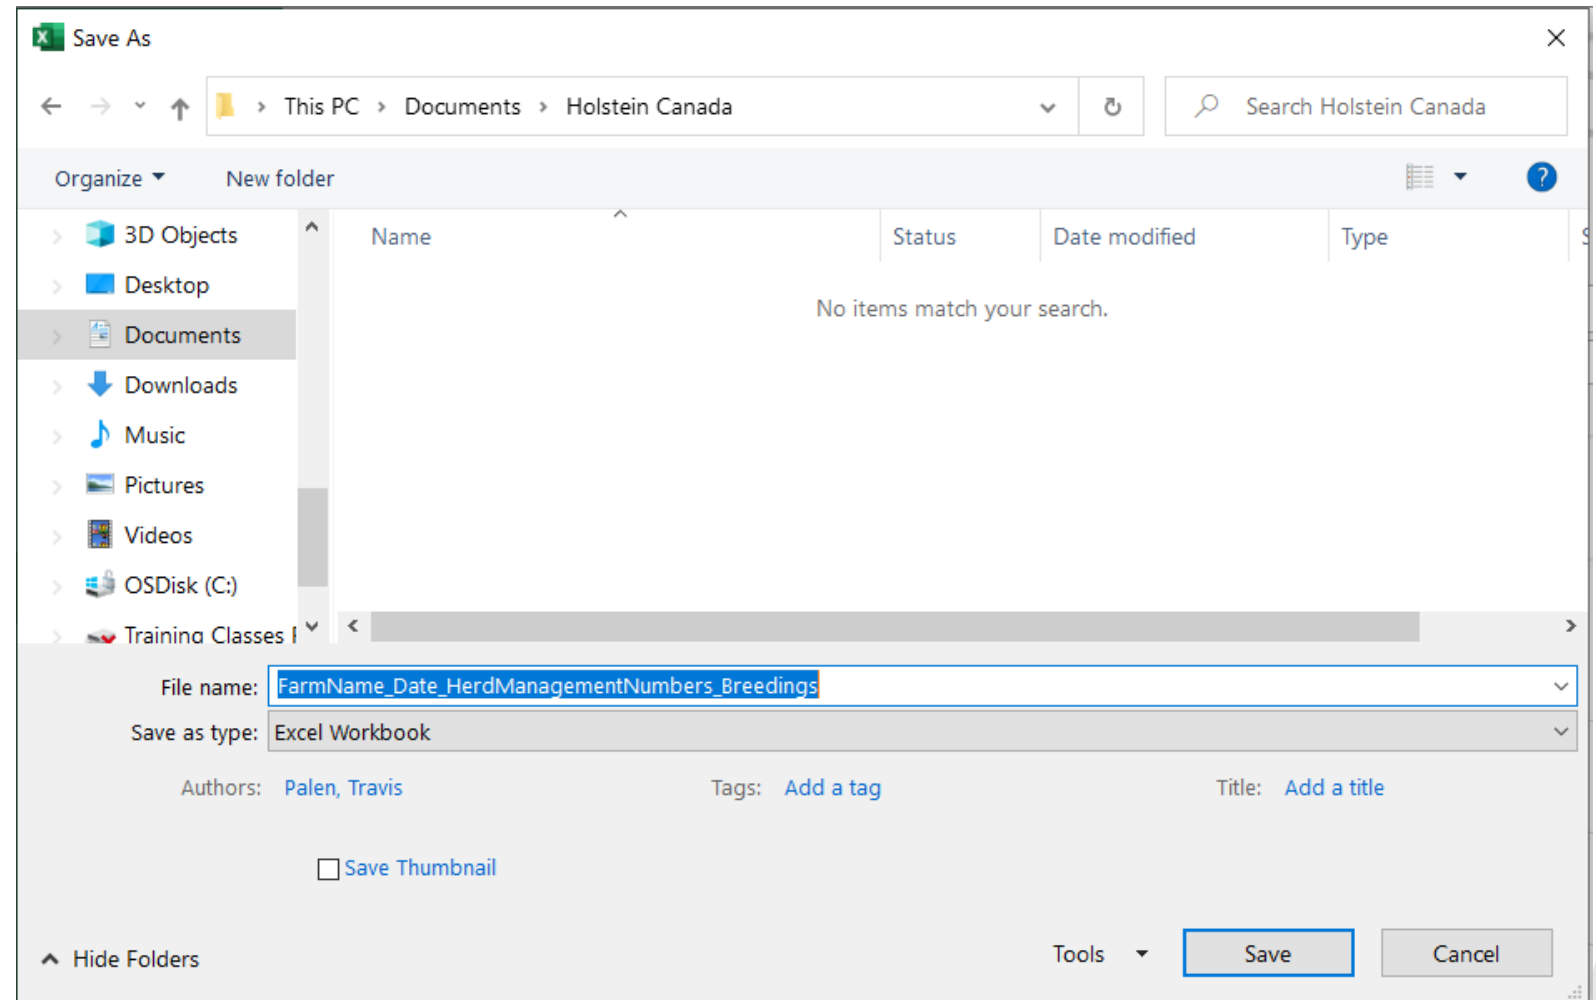 Save As
This PC > Documents > Holstein Canada
Search Holstein Canada
Organize
New folder
?
3D Objects
Desktop
Documents
Downloads
Music
Pictures
Videos
OSDisk (C:)
Training Classes
Name
Status
Date modified
Type
No items match your search.
File name: FarmName_Date_HerdManagementNumbers_Breedings
Save as type: Excel Workbook
Authors: Palen, Travis
Tags: Add a tag
Title: Add a title
Save Thumbnail
Hide Folders
Tools
Save
Cancel